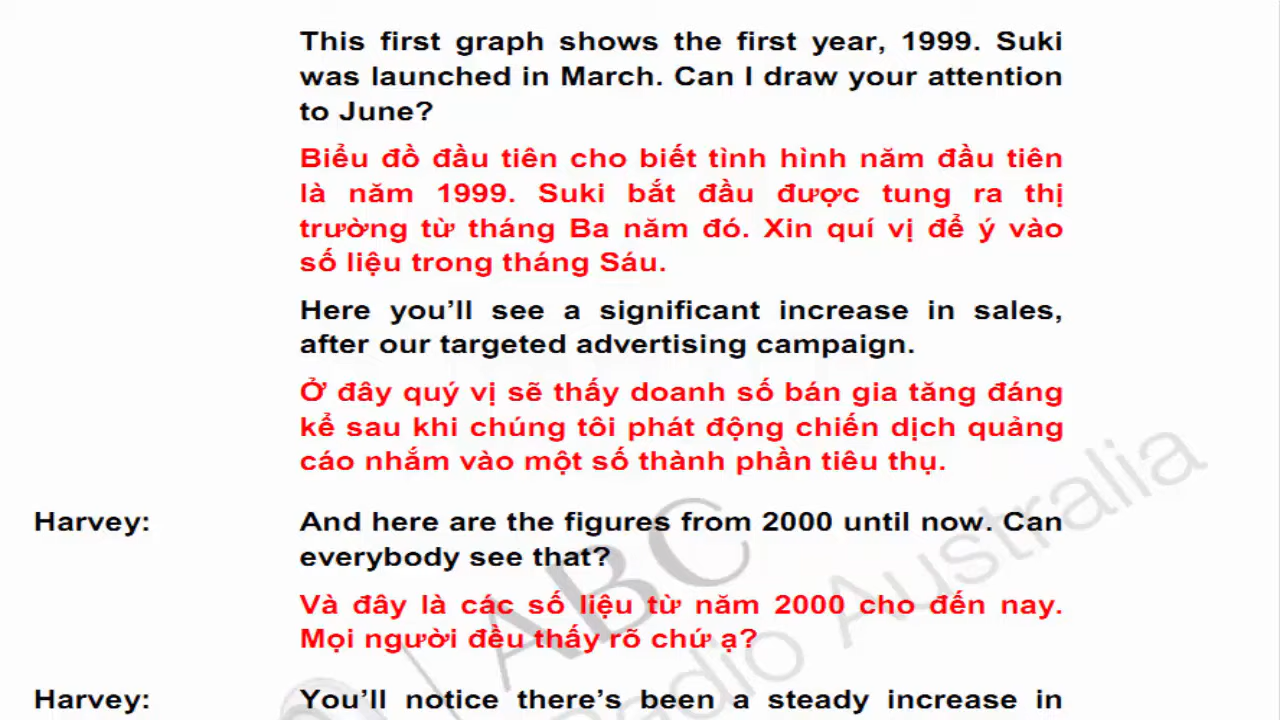 This first graph shows the first year, 1999. Suki
was launched in March. Can I draw your attention
to June?
Biểu đồ đầu tiên cho biết tình hình năm đầu tiên
là năm 1999. Suki bắt đầu được tung ra thị
trường từ tháng Ba năm đó. Xin quí vị để ý vào
số liệu trong tháng Sáu.
Here you’ll see a significant increase in sales,
after our targeted advertising campaign.
Ở đây quý vị sẽ thấy doanh số bán gia tăng đáng
kể sau khi chúng tôi phát động chiến dịch quảng
cáo nhắm vào một số thành phần tiêu thụ.
Harvey: And here are the figures from 2000 until now. Can
everybody see that?
Và đây là các số liệu từ năm 2000 cho đến nay.
Mọi người đều thấy rõ chứ ạ?
Harvey: You’ll notice there’s been a steady increase in
ABC
Radio Australia